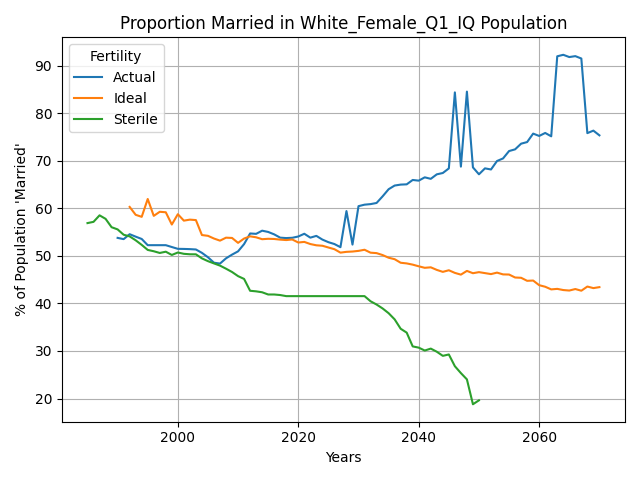 Proportion Married in White_Female_Q1_IQ Population
Fertility
Actual
Ideal
Sterile
% of Population 'Married'
90
80
70
60
50
40
30
20
2000
2020
2040
2060
Years